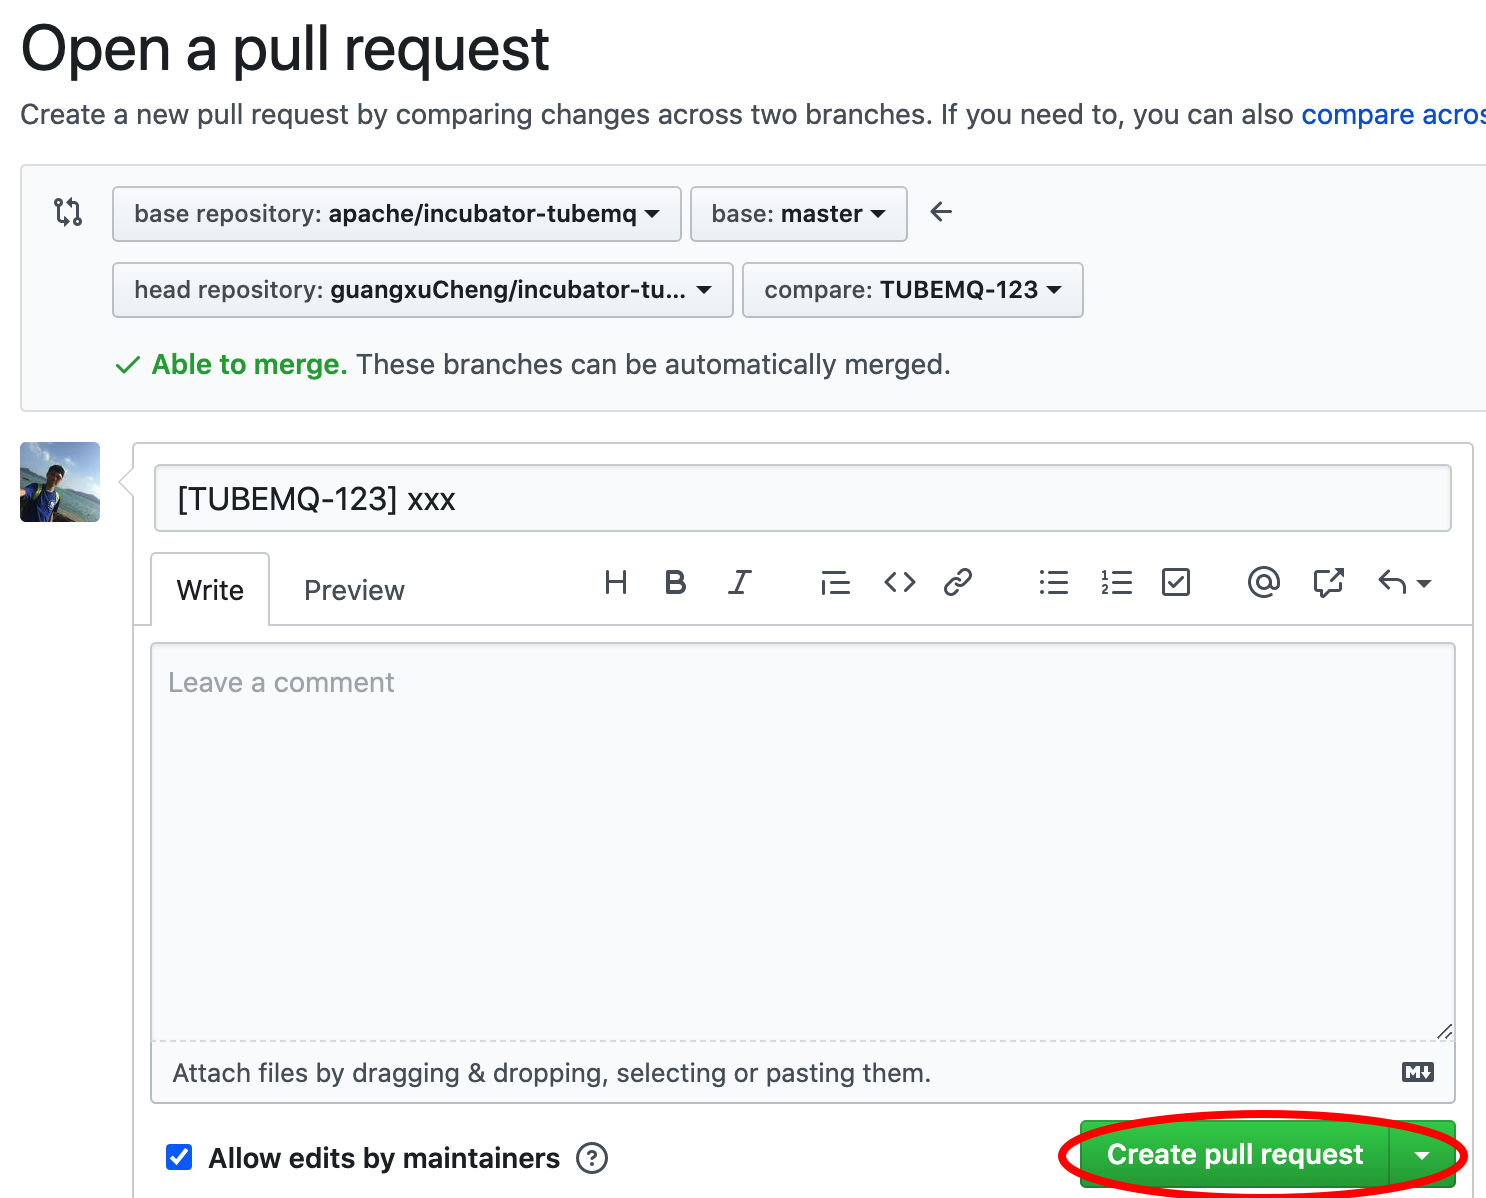 Open a pull request
Create a new pull request by comparing changes across two branches. If you need to, you can also compare acros
base repository: apache/incubator-tubemq base: master
head repository: guangxuCheng/incubator-tu... compare: TUBEMQ-123
Able to merge. These branches can be automatically merged.
[TUBEMQ-123] xxx
Write Preview
Leave a comment
Attach files by dragging & dropping, selecting or pasting them.
Allow edits by maintainers
Create pull request